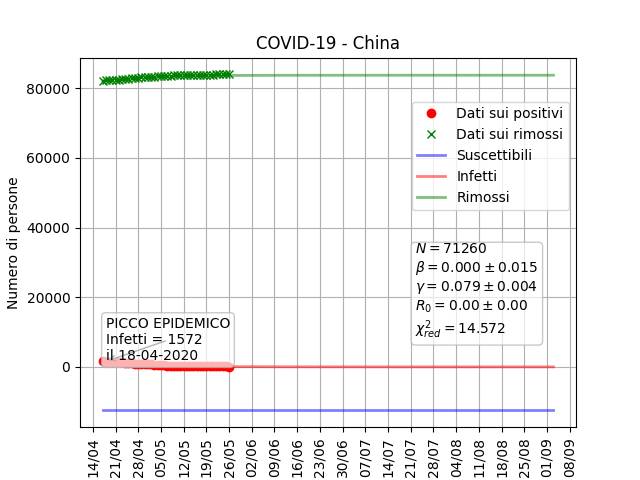 COVID-19 - China
Numero di persone
80000
60000
40000
20000
0
Dati sui positivi
Dati sui rimossi
Suscettibili
Infetti
Rimossi
N = 71260
β = 0.000 ± 0.015
γ = 0.079 ± 0.004
R₀ = 0.00 ± 0.00
χ²red = 14.572
PICCO EPIDEMICO
Infetti = 1572
il 18-04-2020
14/04 21/04 28/04 05/05 12/05 19/05 26/05 02/06 09/06 16/06 23/06 30/06 07/07 14/07 21/07 28/07 04/08 11/08 18/08 25/08 01/09 08/09